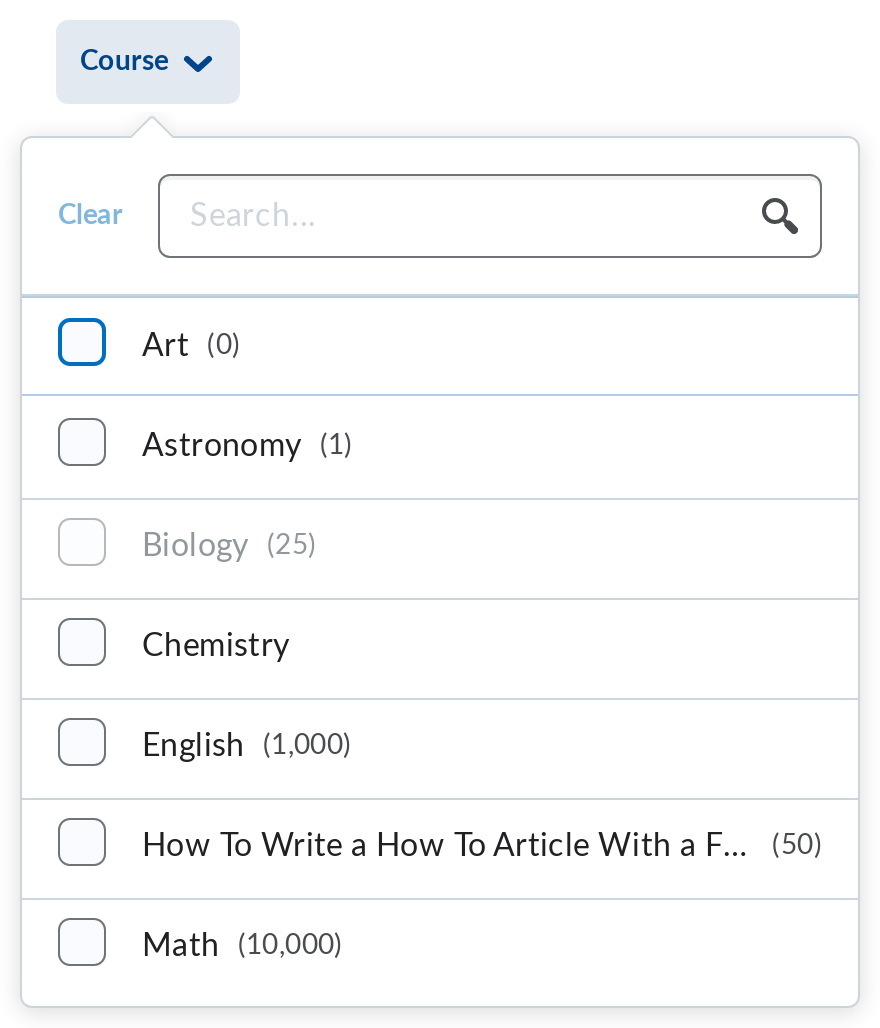 Course
Clear
Search...
Art (0)
Astronomy (1)
Biology (25)
Chemistry
English (1,000)
How To Write a How To Article With a F... (50)
Math (10,000)